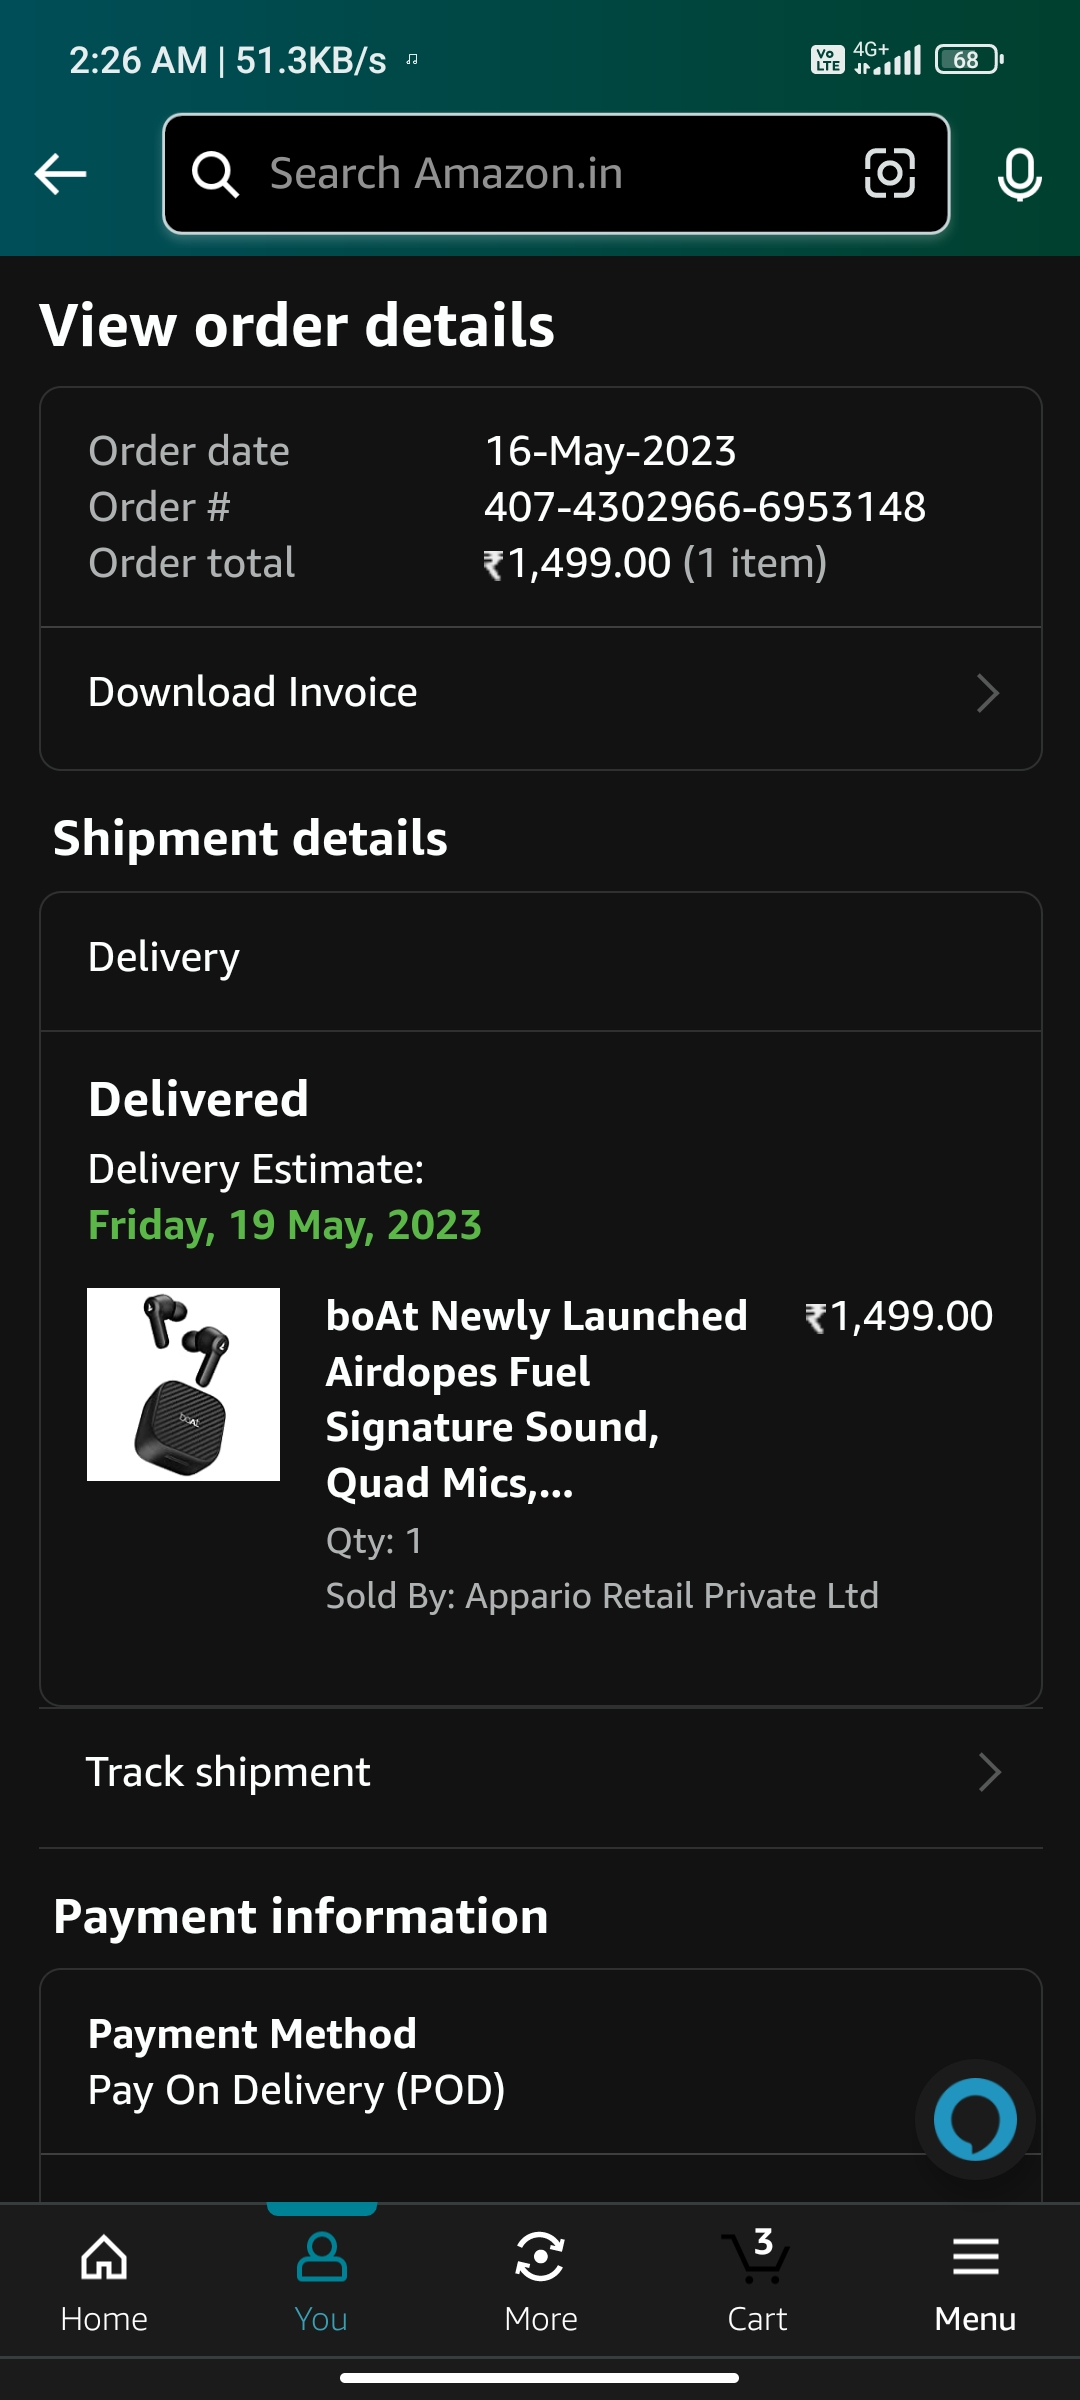 2:26 AM | 51.3KB/s
Vo LTE 4G+ 68
Search Amazon.in
View order details
Order date 16-May-2023
Order # 407-4302966-6953148
Order total ₹1,499.00 (1 item)
Download Invoice
Shipment details
Delivery
Delivered
Delivery Estimate:
Friday, 19 May, 2023
boAt Newly Launched ₹1,499.00
Airdopes Fuel
Signature Sound,
Quad Mics,...
Qty: 1
Sold By: Appario Retail Private Ltd
boAt
Track shipment
Payment information
Payment Method
Pay On Delivery (POD)
3
Home You More Cart Menu